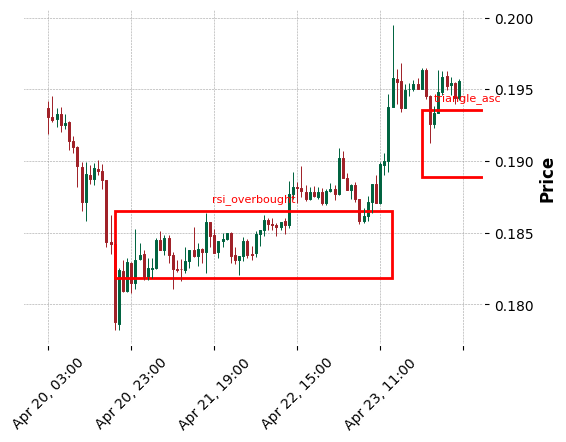 0.200
0.195
triangle_asc
0.190
rsi_overbought
0.185
0.180
Price
Apr 20, 03:00
Apr 20, 23:00
Apr 21, 19:00
Apr 22, 15:00
Apr 23, 11:00